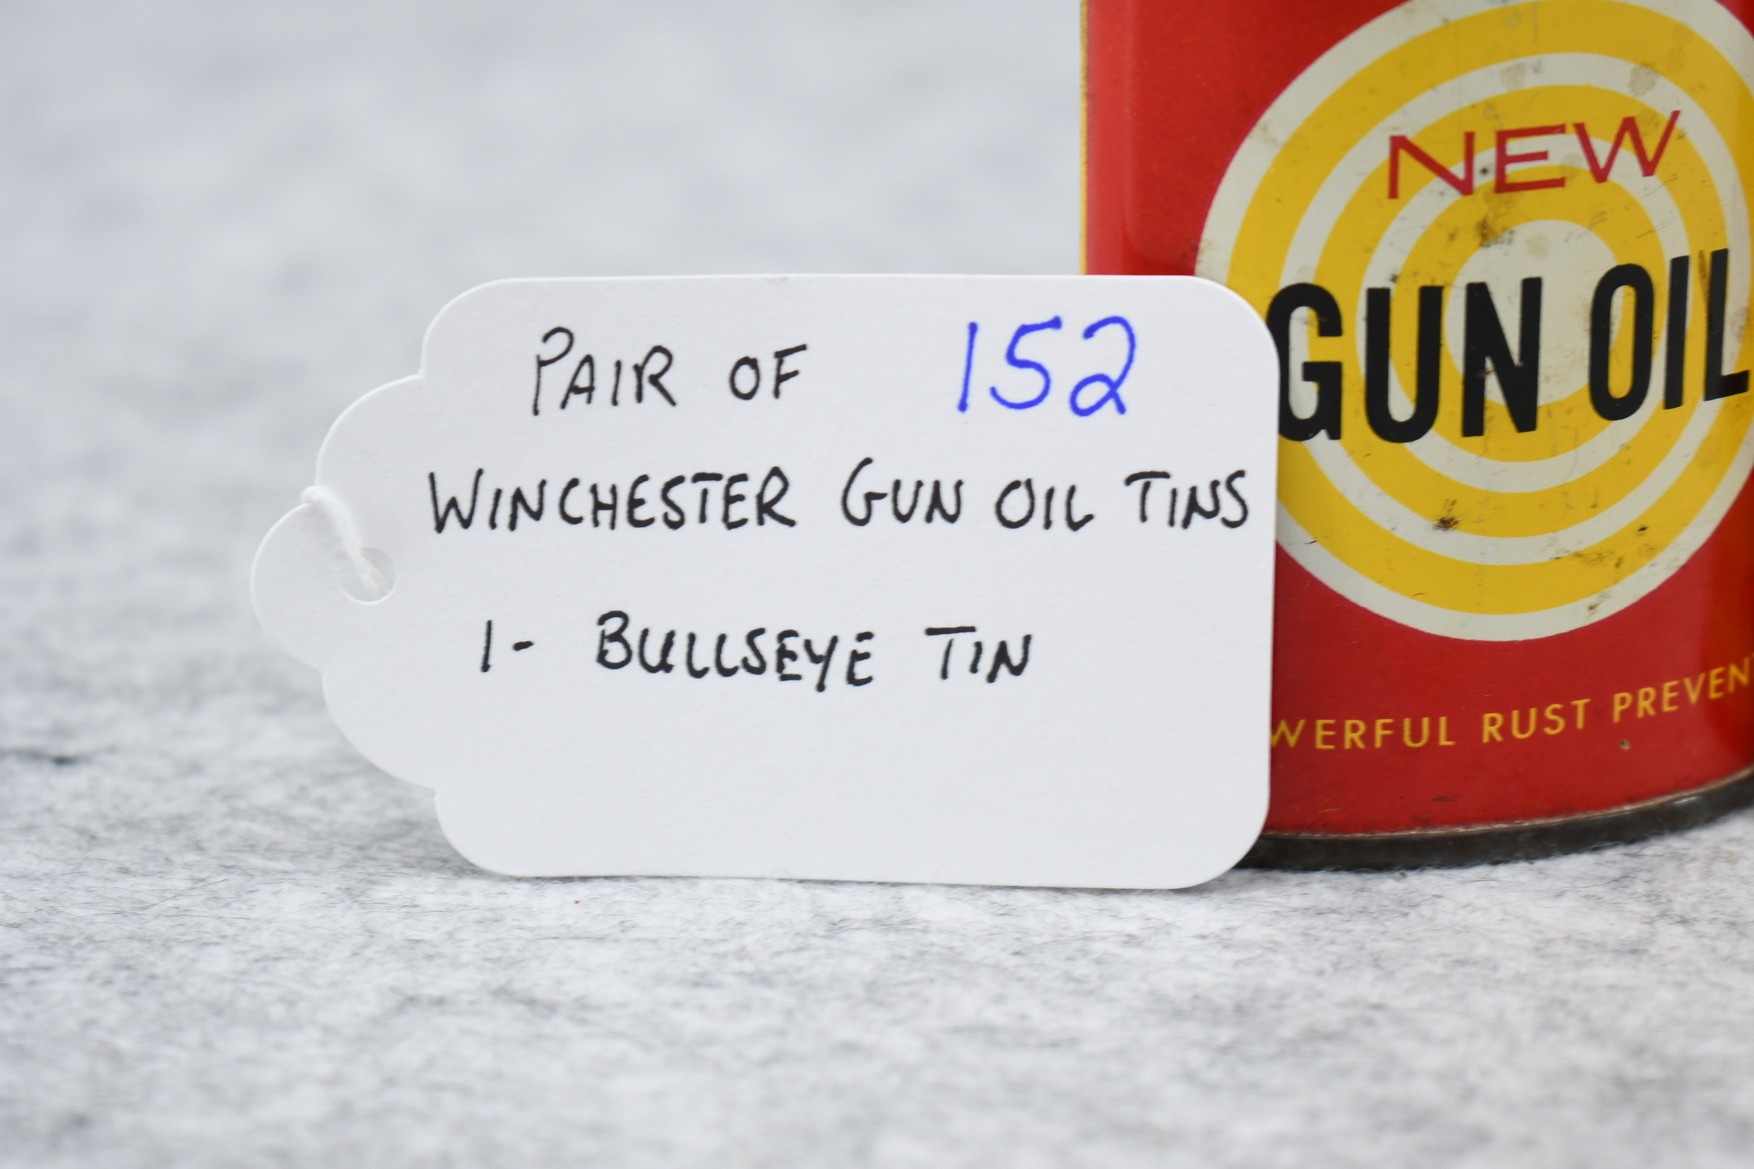 PAIR OF 152
WINCHESTER GUN OIL TINS
1- BULLSEYE TIN
NEW
GUN OIL
WERFUL RUST PREVEN